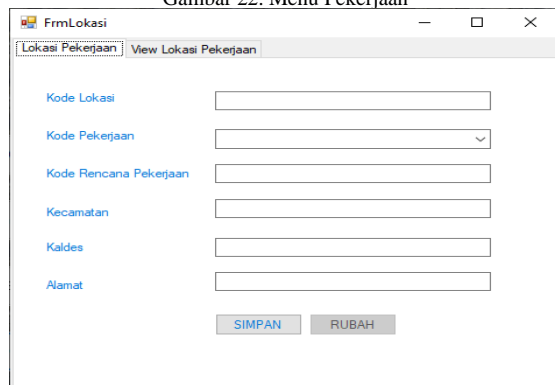 Gambar 22. Menu Pekerjaan
FrmLokasi
Lokasi Pekerjaan View Lokasi Pekerjaan
Kode Lokasi
Kode Pekerjaan
Kode Rencana Pekerjaan
Kecamatan
Kaldes
Alamat
SIMPAN RUBAH